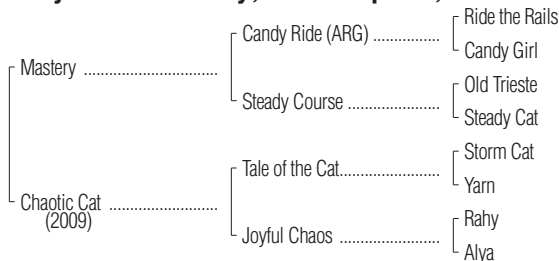 Ride the Rails
Candy Ride (ARG) ................
Candy Girl
Mastery ................................
Old Trieste
Steady Course ......................
Steady Cat
Storm Cat
Tale of the Cat.......................
Yarn
Chaotic Cat ..........................
(2009)
Rahy
Joyful Chaos ........................
Alya